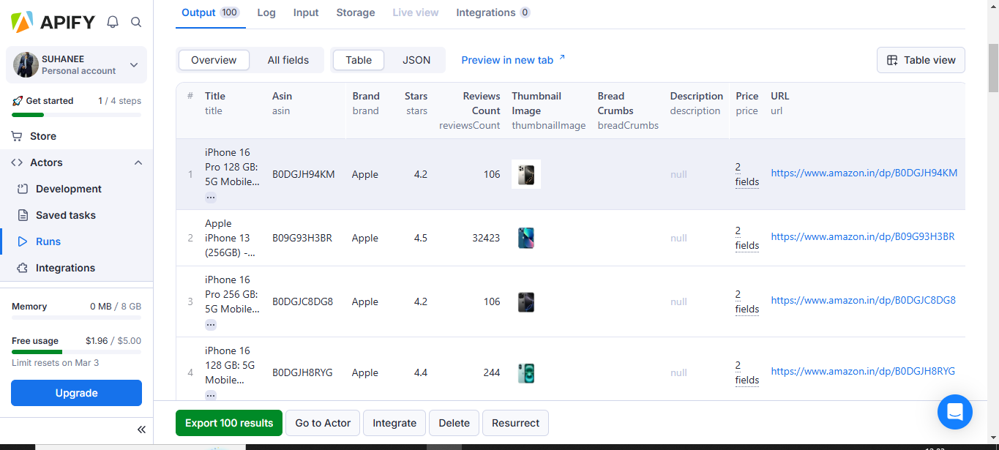 APIFY
SUHANEE
Personal account
Get started 1 / 4 steps
Store
Actors
Development
Saved tasks
Runs
Integrations
Memory 0 MB / 8 GB
Free usage $1.96 / $5.00
Limit resets on Mar 3
Upgrade
Output 100 Log Input Storage Live view Integrations 0
Overview All fields Table JSON Preview in new tab Table view
# Title Asin Brand Stars Reviews Thumbnail Bread Description Price URL
title asin brand stars Count Image Crumbs description price url
reviewsCount thumbnailImage breadCrumbs
iPhone 16
Pro 128 GB:
5G Mobile...
1 B0DGJH94KM Apple 4.2 106 null 2 fields https://www.amazon.in/dp/B0DGJH94KM
...
Apple
iPhone 13
(256GB) -...
2 B09G93H3BR Apple 4.5 32423 null 2 fields https://www.amazon.in/dp/B09G93H3BR
iPhone 16
Pro 256 GB:
5G Mobile...
3 B0DGJC8DG8 Apple 4.2 106 null 2 fields https://www.amazon.in/dp/B0DGJC8DG8
...
iPhone 16
128 GB: 5G
Mobile...
4 B0DGJH8RYG Apple 4.4 244 null 2 fields https://www.amazon.in/dp/B0DGJH8RYG
...
Export 100 results Go to Actor Integrate Delete Resurrect